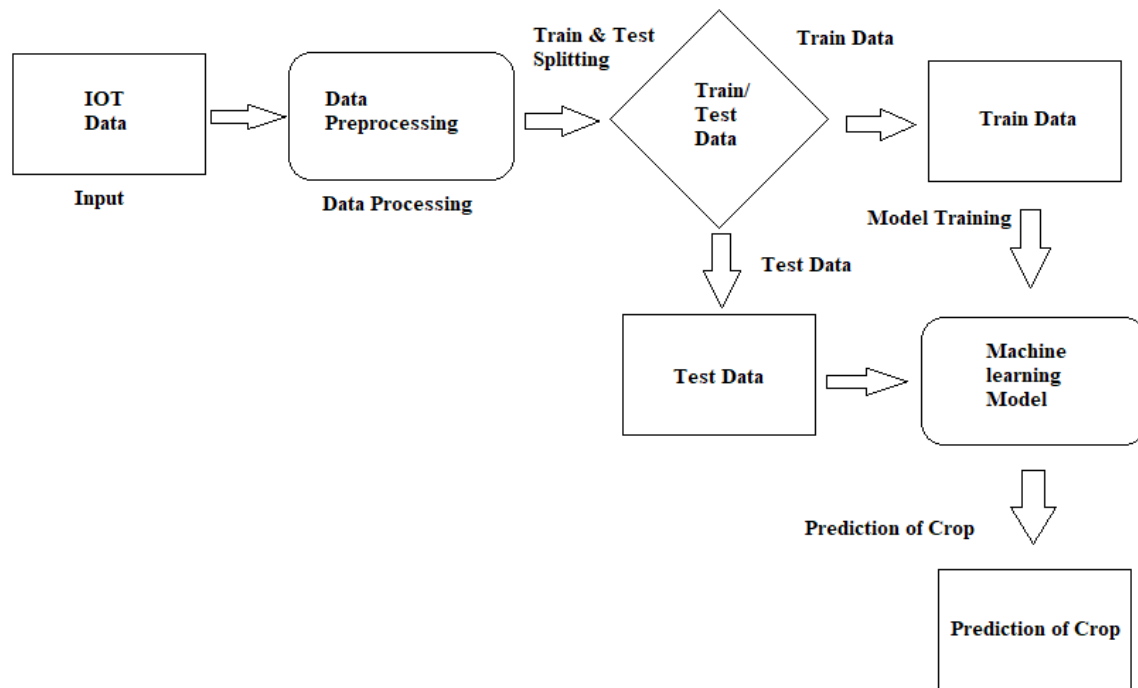 Train & Test
Splitting
Train Data
IOT
Data
Data
Preprocessing
Train/
Test
Data
Train Data
Input
Data Processing
Model Training
Test Data
Test Data
Machine
learning
Model
Prediction of Crop
Prediction of Crop